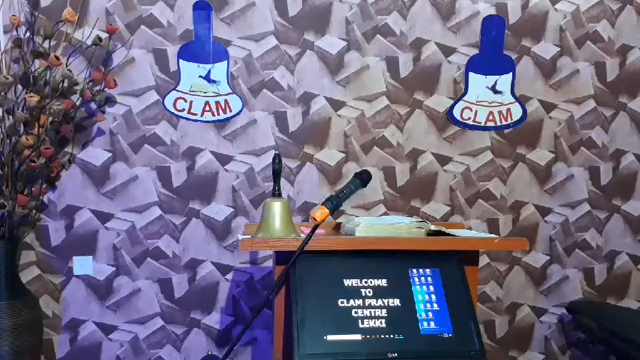 CLAM
CLAM
WELCOME
TO
CLAM PRAYER
CENTRE
LEKKI